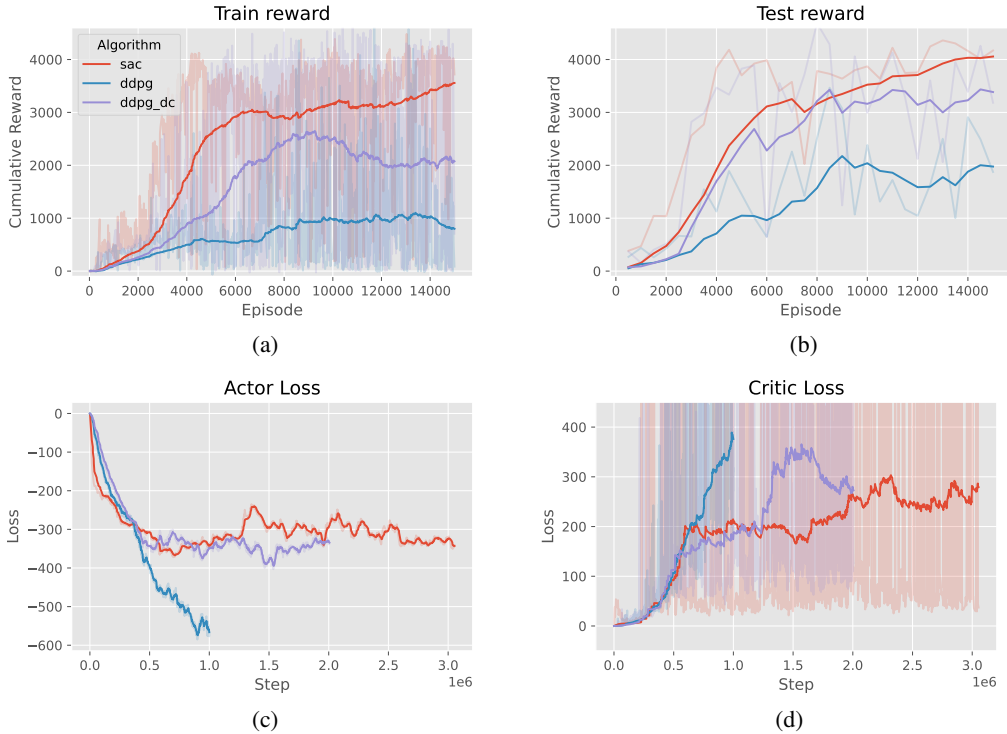 Train reward
Cumulative Reward
4000
3000
2000
1000
0
Algorithm
sac
ddpg
ddpg_dc
0 2000 4000 6000 8000 10000 12000 14000
Episode
(a)
Test reward
Cumulative Reward
4000
3000
2000
1000
0
0 2000 4000 6000 8000 10000 12000 14000
Episode
(b)
Actor Loss
Loss
0
−100
−200
−300
−400
−500
−600
0.0 0.5 1.0 1.5 2.0 2.5 3.0
1e6
Step
(c)
Critic Loss
Loss
400
300
200
100
0
0.0 0.5 1.0 1.5 2.0 2.5 3.0
1e6
Step
(d)